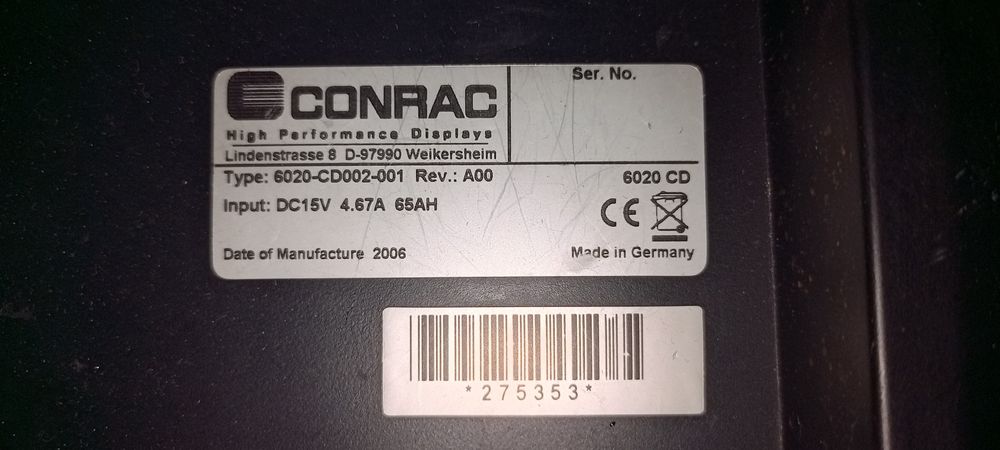 CONRAC
High Performance Displays
Lindenstrasse 8 D-97990 Weikersheim
Ser. No.
Type: 6020-CD002-001 Rev.: A00
6020 CD
Input: DC15V 4.67A 65AH
CE
Date of Manufacture 2006
Made in Germany
*275353*